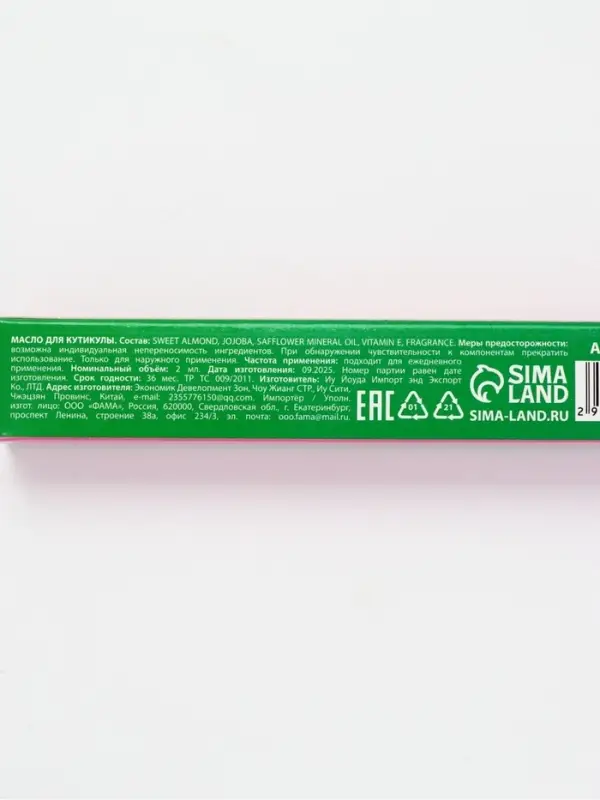 МАСЛО ДЛЯ КУТИКУЛЫ. Состав: SWEET ALMOND, JOJOBA, SAFFLOWER MINERAL OIL, VITAMIN E, FRAGRANCE. Меры предосторожности:
возможна индивидуальная непереносимость ингредиентов. При обнаружении чувствительности к компонентам прекратить
использование. Только для наружного применения. Частота применения: подходит для ежедневного
применения. Номинальный объём: 2 мл. Дата изготовления: 09.2025. Номер партии равен дате
изготовления. Срок годности: 36 мес. ТР ТС 009/2011. Изготовитель: Иу Йоуда Импорт энд Экспорт
Ко., ЛТД. Адрес изготовителя: Экономик Девелопмент Зон, Чоу Жианг СТР., Иу Сити,
Чжэцзян Провинс, Китай, e-mail: 2355776150@qq.com. Импортёр / Уполн.
изгот. лицо: ООО «ФАМА», Россия, 620000, Свердловская обл., г. Екатеринбург,
проспект Ленина, строение 38а, офис 234/3, эл. почта: ooo.fama@mail.ru.
EAC
01
21
SIMA
LAND
SIMA-LAND.RU
А
2 9